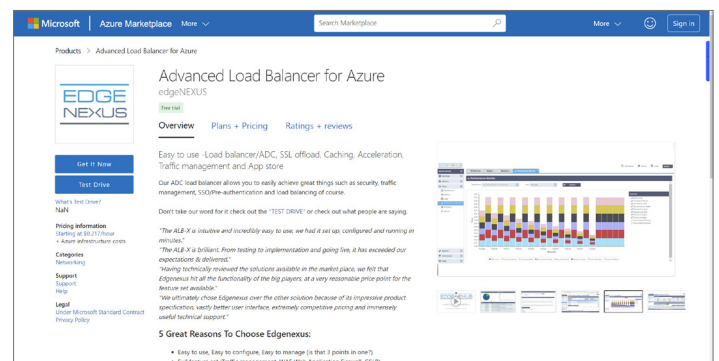 Microsoft Azure Marketplace More Search Marketplace More Sign in
Products > Advanced Load Balancer for Azure
EDGE
NEXUS
Advanced Load Balancer for Azure
edgeNEXUS
Free trial
Overview Plans + Pricing Ratings + reviews
Get It Now
Test Drive
What's Test Drive?
NaN
Pricing information
Starting at $0.217/hour
+ Azure infrastructure costs
Categories
Networking
Support
Support
Help
Legal
Under Microsoft Standard Contract
Privacy Policy
Easy to use -Load balancer/ADC, SSL offload, Caching, Acceleration,
Traffic management and App store
Our ADC load balancer allows you to easily achieve great things such as security, traffic
management, SSO/Pre-authentication and load balancing of course.
Don't take our word for it check out the "TEST DRIVE" or check out what people are saying.
"The ALB-X is intuitive and incredibly easy to use, we had it set up, configured and running in
minutes."
"The ALB-X is brilliant. From testing to implementation and going live, it has exceeded our
expectations & delivered."
"Having technically reviewed the solutions available in the market place, we felt that
Edgenexus hit all the functionality of the big players, at a very reasonable price point for the
feature set available."
"We ultimately chose Edgenexus over the other solution because of its impressive product
specification, vastly better user interface, extremely competitive pricing and immensely
useful technical support."
5 Great Reasons To Choose Edgenexus:
• Easy to use, Easy to configure, Easy to manage (is that 3 points in one?)